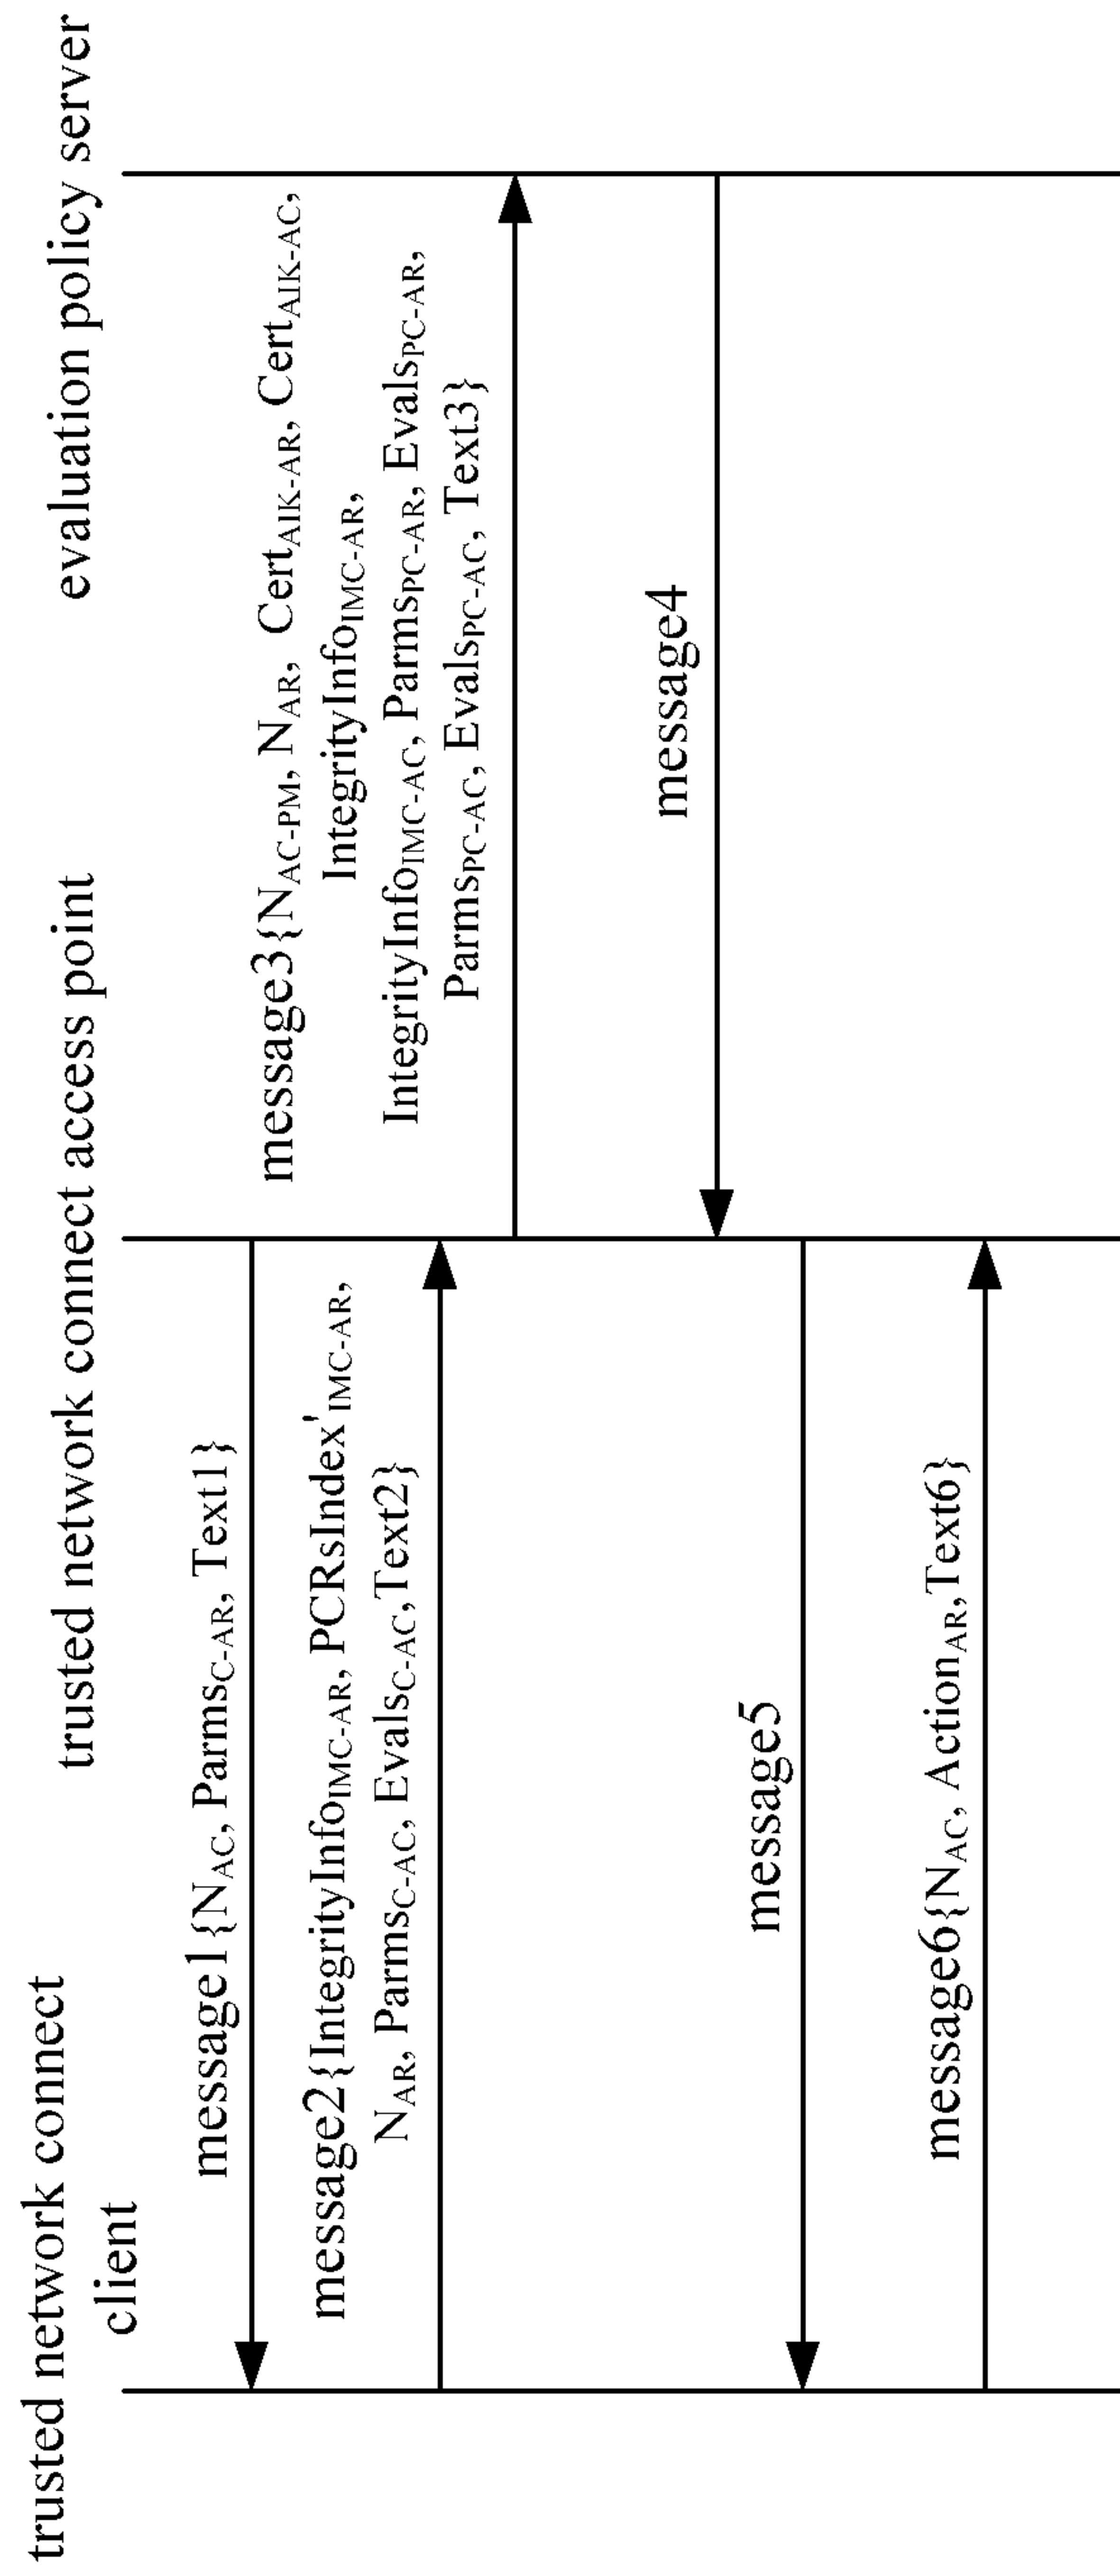 trusted network connect
client
trusted network connect access point
evaluation policy server
message1{NAC, ParmsC-AR, Text1}
message2{IntegrityInfoIMC-AR, PCRsIndex'IMC-AR,
NAR, ParmsC-AC, EvalsC-AC,Text2}
message3{NAC-PM, NAR, CertAIK-AR, CertAIK-AC,
IntegrityInfoIMC-AR,
IntegrityInfoIMC-AC, ParmsPC-AR, EvalsPC-AR,
ParmsPC-AC, EvalsPC-AC, Text3}
message4
message5
message6{NAC, ActionAR,Text6}